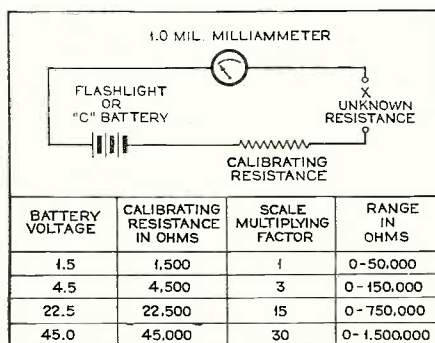 1.0 MIL. MILLIAMMETER
FLASHLIGHT
OR
"C" BATTERY
X
UNKNOWN
RESISTANCE
CALIBRATING
RESISTANCE
BATTERY VOLTAGE
CALIBRATING RESISTANCE IN OHMS
SCALE MULTIPLYING FACTOR
RANGE IN OHMS
1.5 1,500 1 0-50,000
4.5 4,500 3 0-150,000
22.5 22,500 15 0-750,000
45.0 45,000 30 0-1,500,000